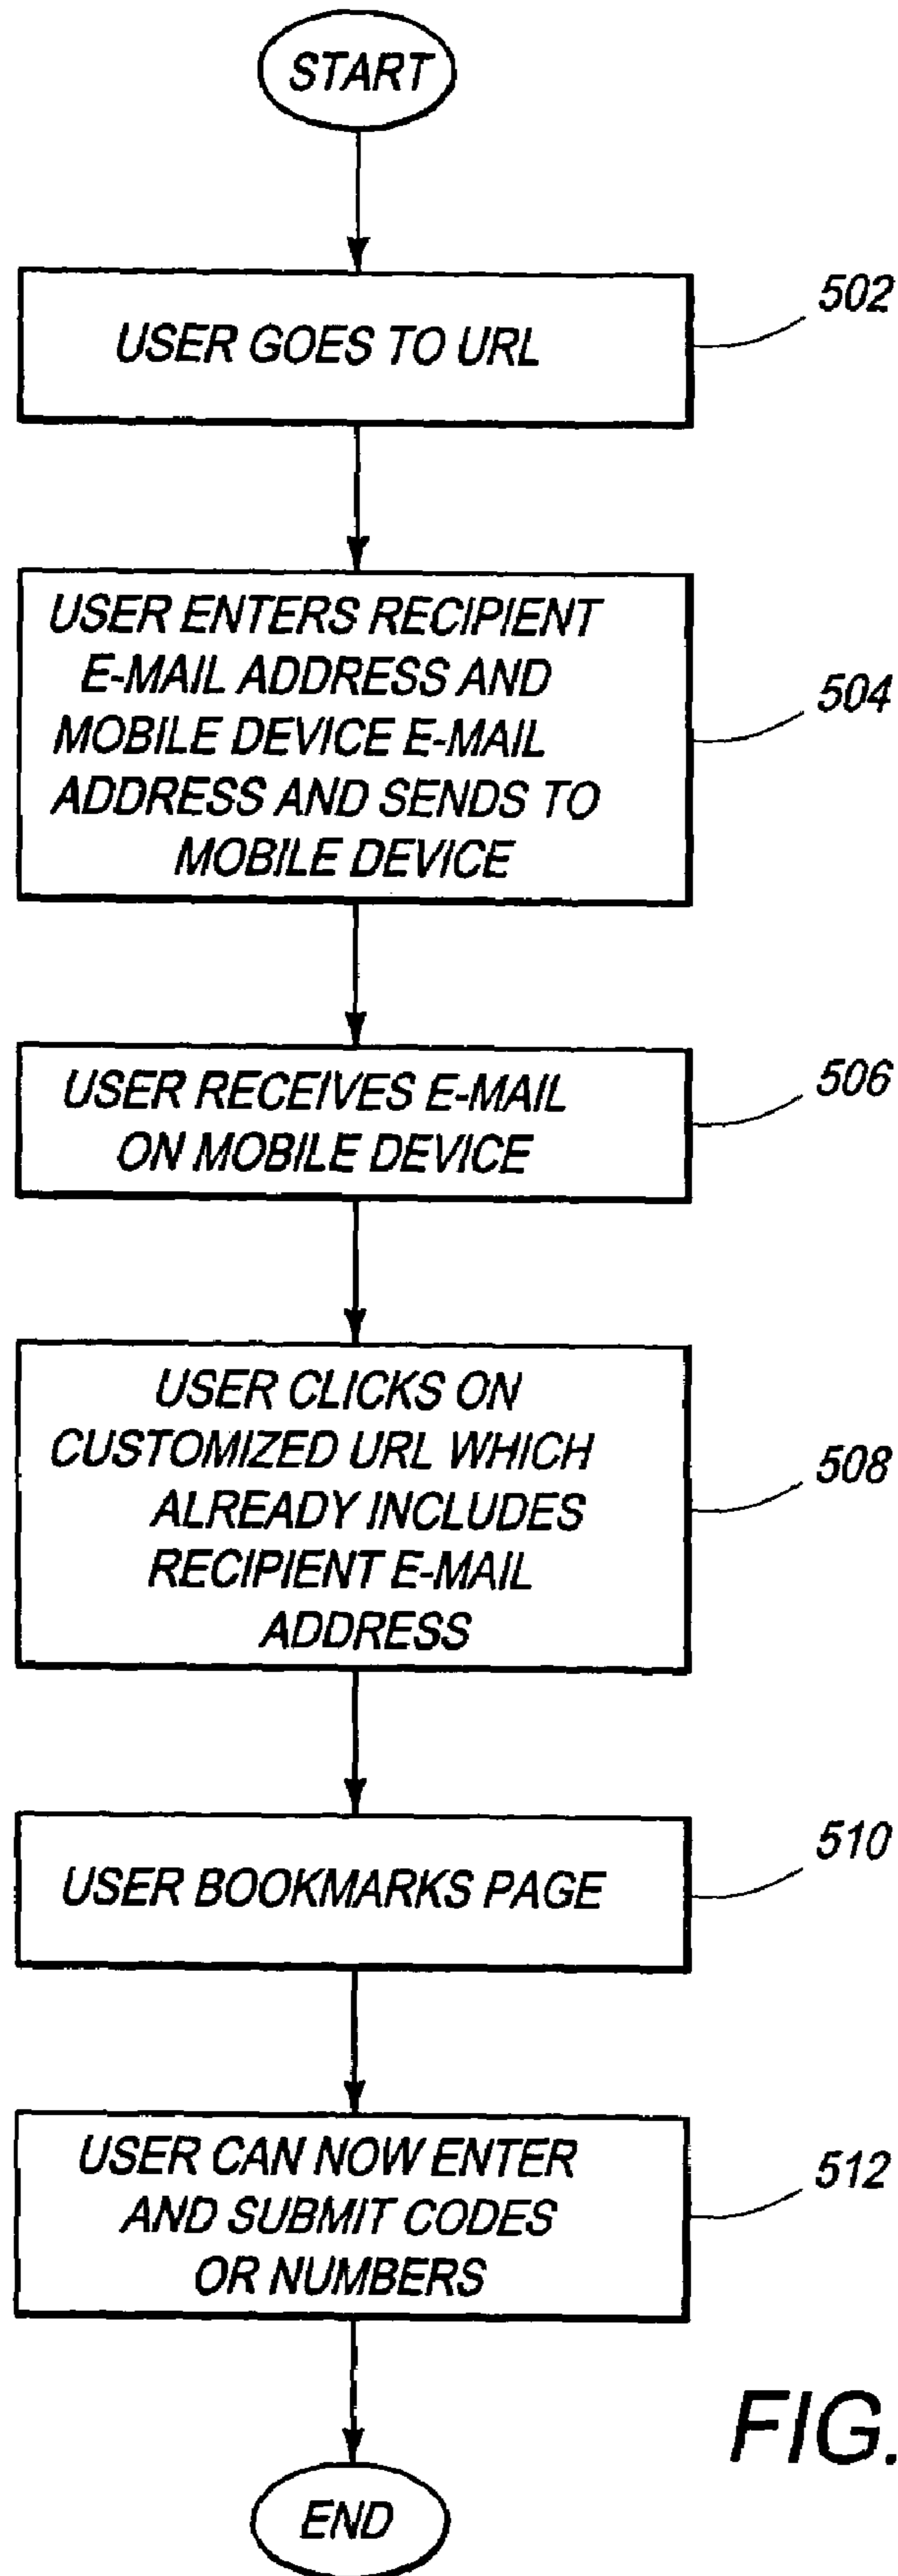 START
USER GOES TO URL
502
USER ENTERS RECIPIENT
E-MAIL ADDRESS AND
MOBILE DEVICE E-MAIL
ADDRESS AND SENDS TO
MOBILE DEVICE
504
USER RECEIVES E-MAIL
ON MOBILE DEVICE
506
USER CLICKS ON
CUSTOMIZED URL WHICH
ALREADY INCLUDES
RECIPIENT E-MAIL
ADDRESS
508
USER BOOKMARKS PAGE
510
USER CAN NOW ENTER
AND SUBMIT CODES
OR NUMBERS
512
END
FIG.